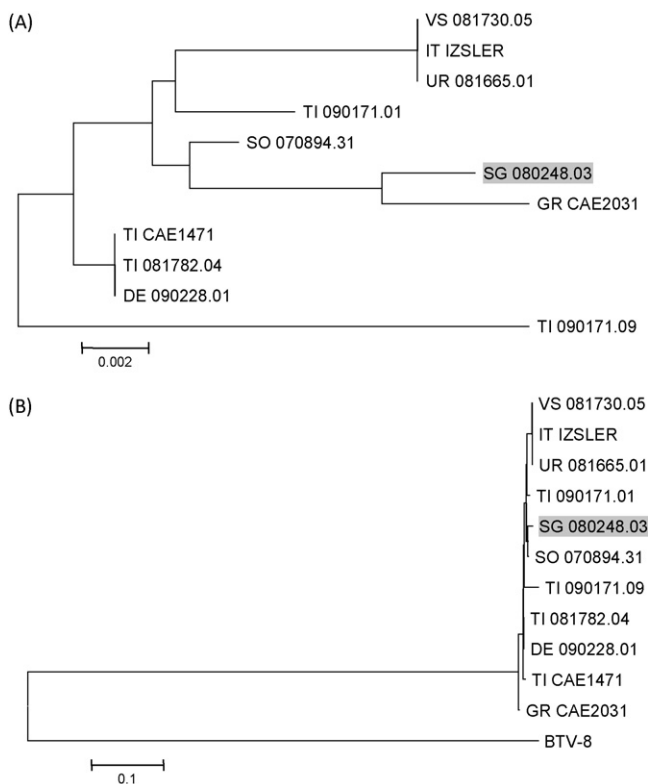 (A)
VS 081730.05
IT IZSLER
UR 081665.01
TI 090171.01
SO 070894.31
SG 080248.03
GR CAE2031
TI CAE1471
TI 081782.04
DE 090228.01
TI 090171.09
0.002
(B)
VS 081730.05
IT IZSLER
UR 081665.01
TI 090171.01
SG 080248.03
SO 070894.31
TI 090171.09
TI 081782.04
DE 090228.01
TI CAE1471
GR CAE2031
BTV-8
0.1